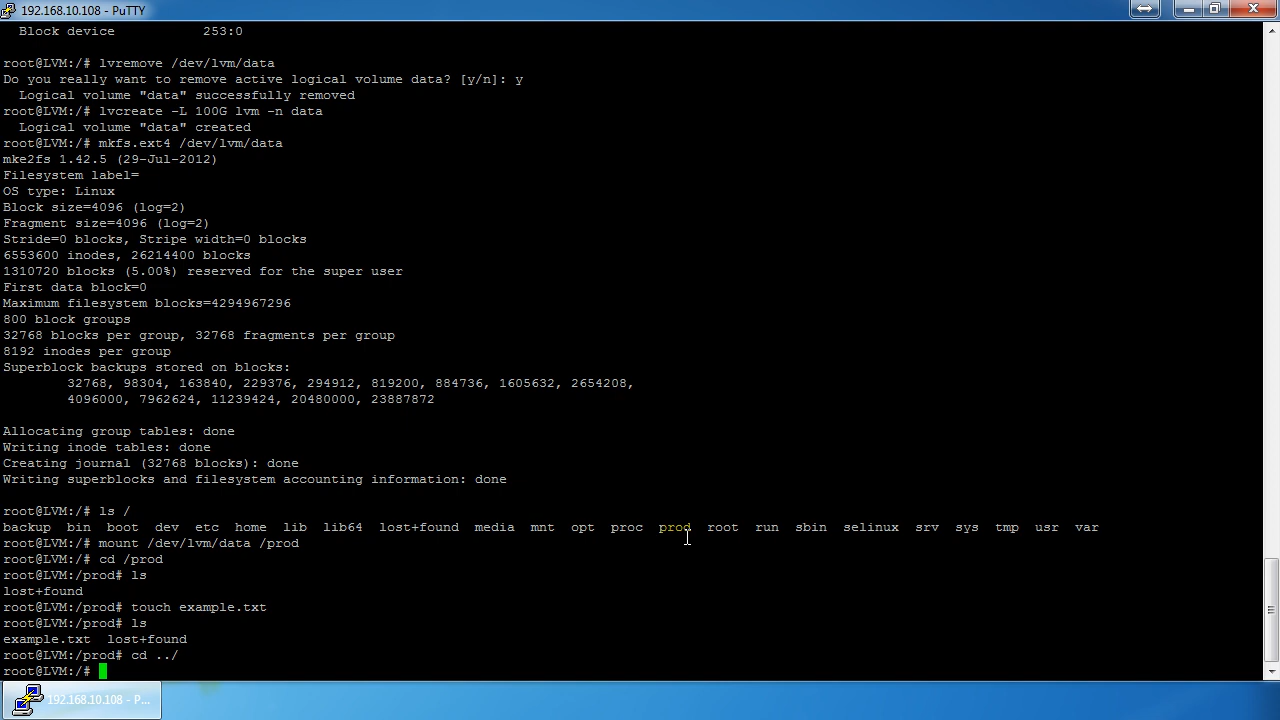 192.168.10.108 - PuTTY
Block device 253:0
root@LVM:/# lvremove /dev/lvm/data
Do you really want to remove active logical volume data? [y/n]: y
Logical volume "data" successfully removed
root@LVM:/# lvcreate -L 100G lvm -n data
Logical volume "data" created
root@LVM:/# mkfs.ext4 /dev/lvm/data
mke2fs 1.42.5 (29-Jul-2012)
Filesystem label=
OS type: Linux
Block size=4096 (log=2)
Fragment size=4096 (log=2)
Stride=0 blocks, Stripe width=0 blocks
6553600 inodes, 26214400 blocks
1310720 blocks (5.00%) reserved for the super user
First data block=0
Maximum filesystem blocks=4294967296
800 block groups
32768 blocks per group, 32768 fragments per group
8192 inodes per group
Superblock backups stored on blocks:
32768, 98304, 163840, 229376, 294912, 819200, 884736, 1605632, 2654208,
4096000, 7962624, 11239424, 20480000, 23887872
Allocating group tables: done
Writing inode tables: done
Creating journal (32768 blocks): done
Writing superblocks and filesystem accounting information: done
root@LVM:/# ls /
backup bin boot dev etc home lib lib64 lost+found media mnt opt proc prod root run sbin selinux srv sys tmp usr var
root@LVM:/# mount /dev/lvm/data /prod
root@LVM:/# cd /prod
root@LVM:/prod# ls
lost+found
root@LVM:/prod# touch example.txt
root@LVM:/prod# ls
example.txt lost+found
root@LVM:/prod# cd ../
root@LVM:/#
192.168.10.108 - P...